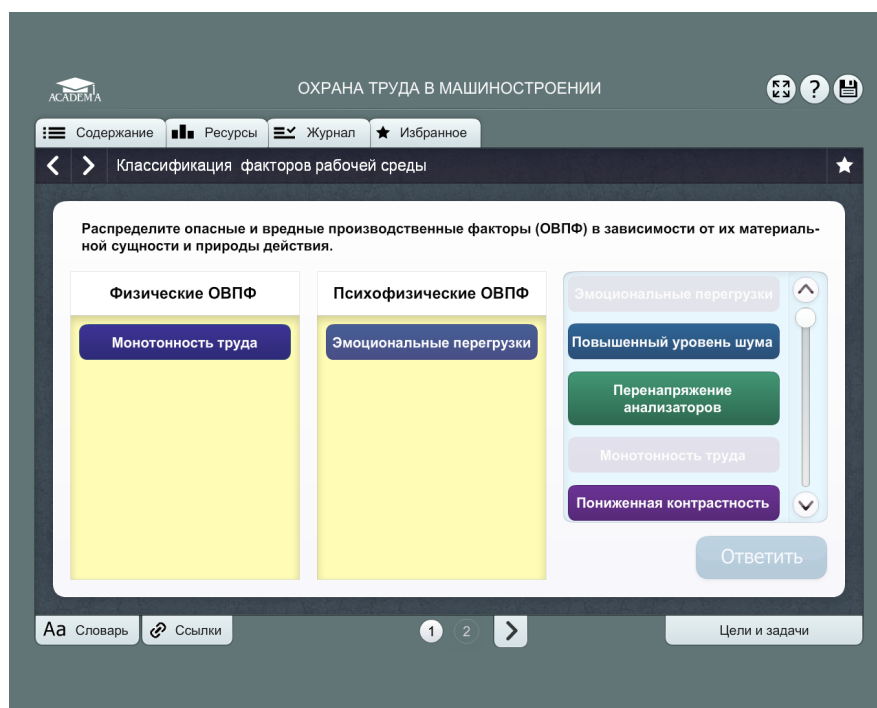 ACADEM'A
ОХРАНА ТРУДА В МАШИНОСТРОЕНИИ
?
Содержание
Ресурсы
Журнал
Избранное
Классификация факторов рабочей среды
Распределите опасные и вредные производственные факторы (ОВПФ) в зависимости от их материаль-
ной сущности и природы действия.
Физические ОВПФ
Психофизические ОВПФ
Эмоциональные перегрузки
Монотонность труда
Эмоциональные перегрузки
Повышенный уровень шума
Перенапряжение
анализаторов
Монотонность труда
Пониженная контрастность
Ответить
Аа Словарь
Ссылки
1
2
Цели и задачи